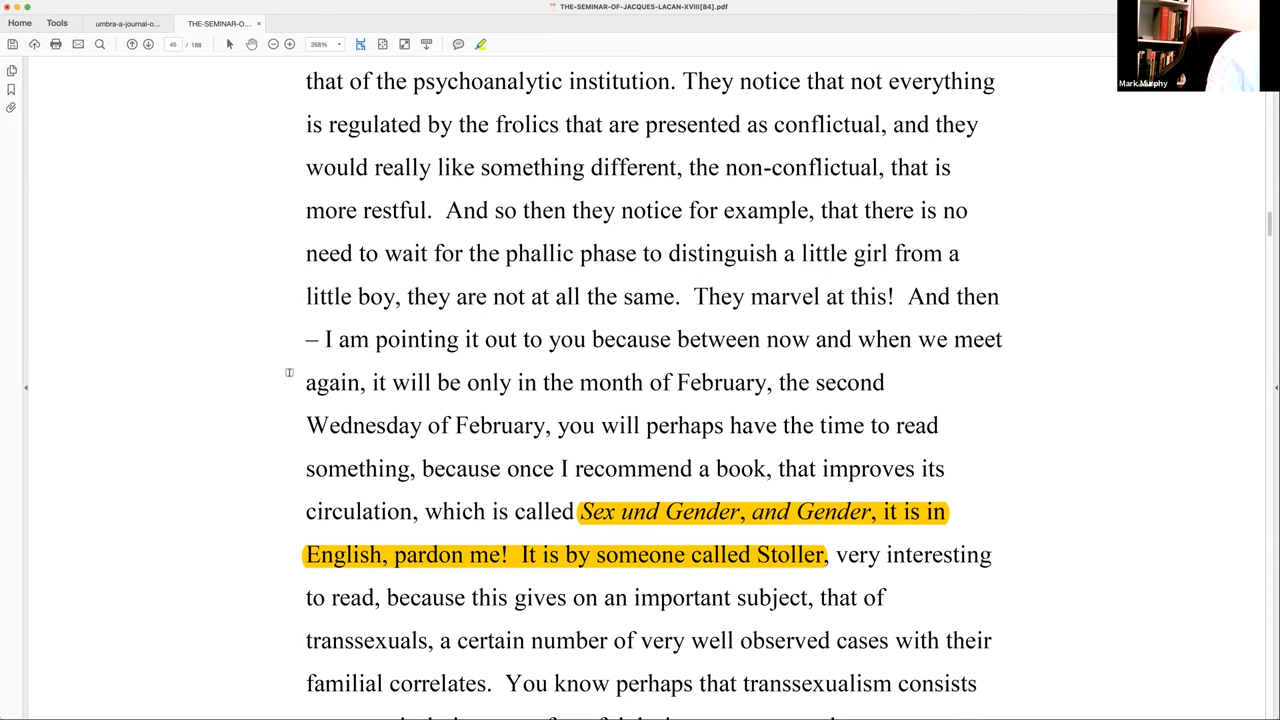 THE-SEMINAR-OF-JACQUES-LACAN-XVIII[84].pdf
Home
Tools
umbra-a-journal-o...
THE-SEMINAR-O...
45 / 188
268%
Mark Murphy
that of the psychoanalytic institution. They notice that not everything
is regulated by the frolics that are presented as conflictual, and they
would really like something different, the non-conflictual, that is
more restful. And so then they notice for example, that there is no
need to wait for the phallic phase to distinguish a little girl from a
little boy, they are not at all the same. They marvel at this! And then
– I am pointing it out to you because between now and when we meet
again, it will be only in the month of February, the second
Wednesday of February, you will perhaps have the time to read
something, because once I recommend a book, that improves its
circulation, which is called Sex und Gender, and Gender, it is in
English, pardon me! It is by someone called Stoller, very interesting
to read, because this gives on an important subject, that of
transsexuals, a certain number of very well observed cases with their
familial correlates. You know perhaps that transsexualism consists